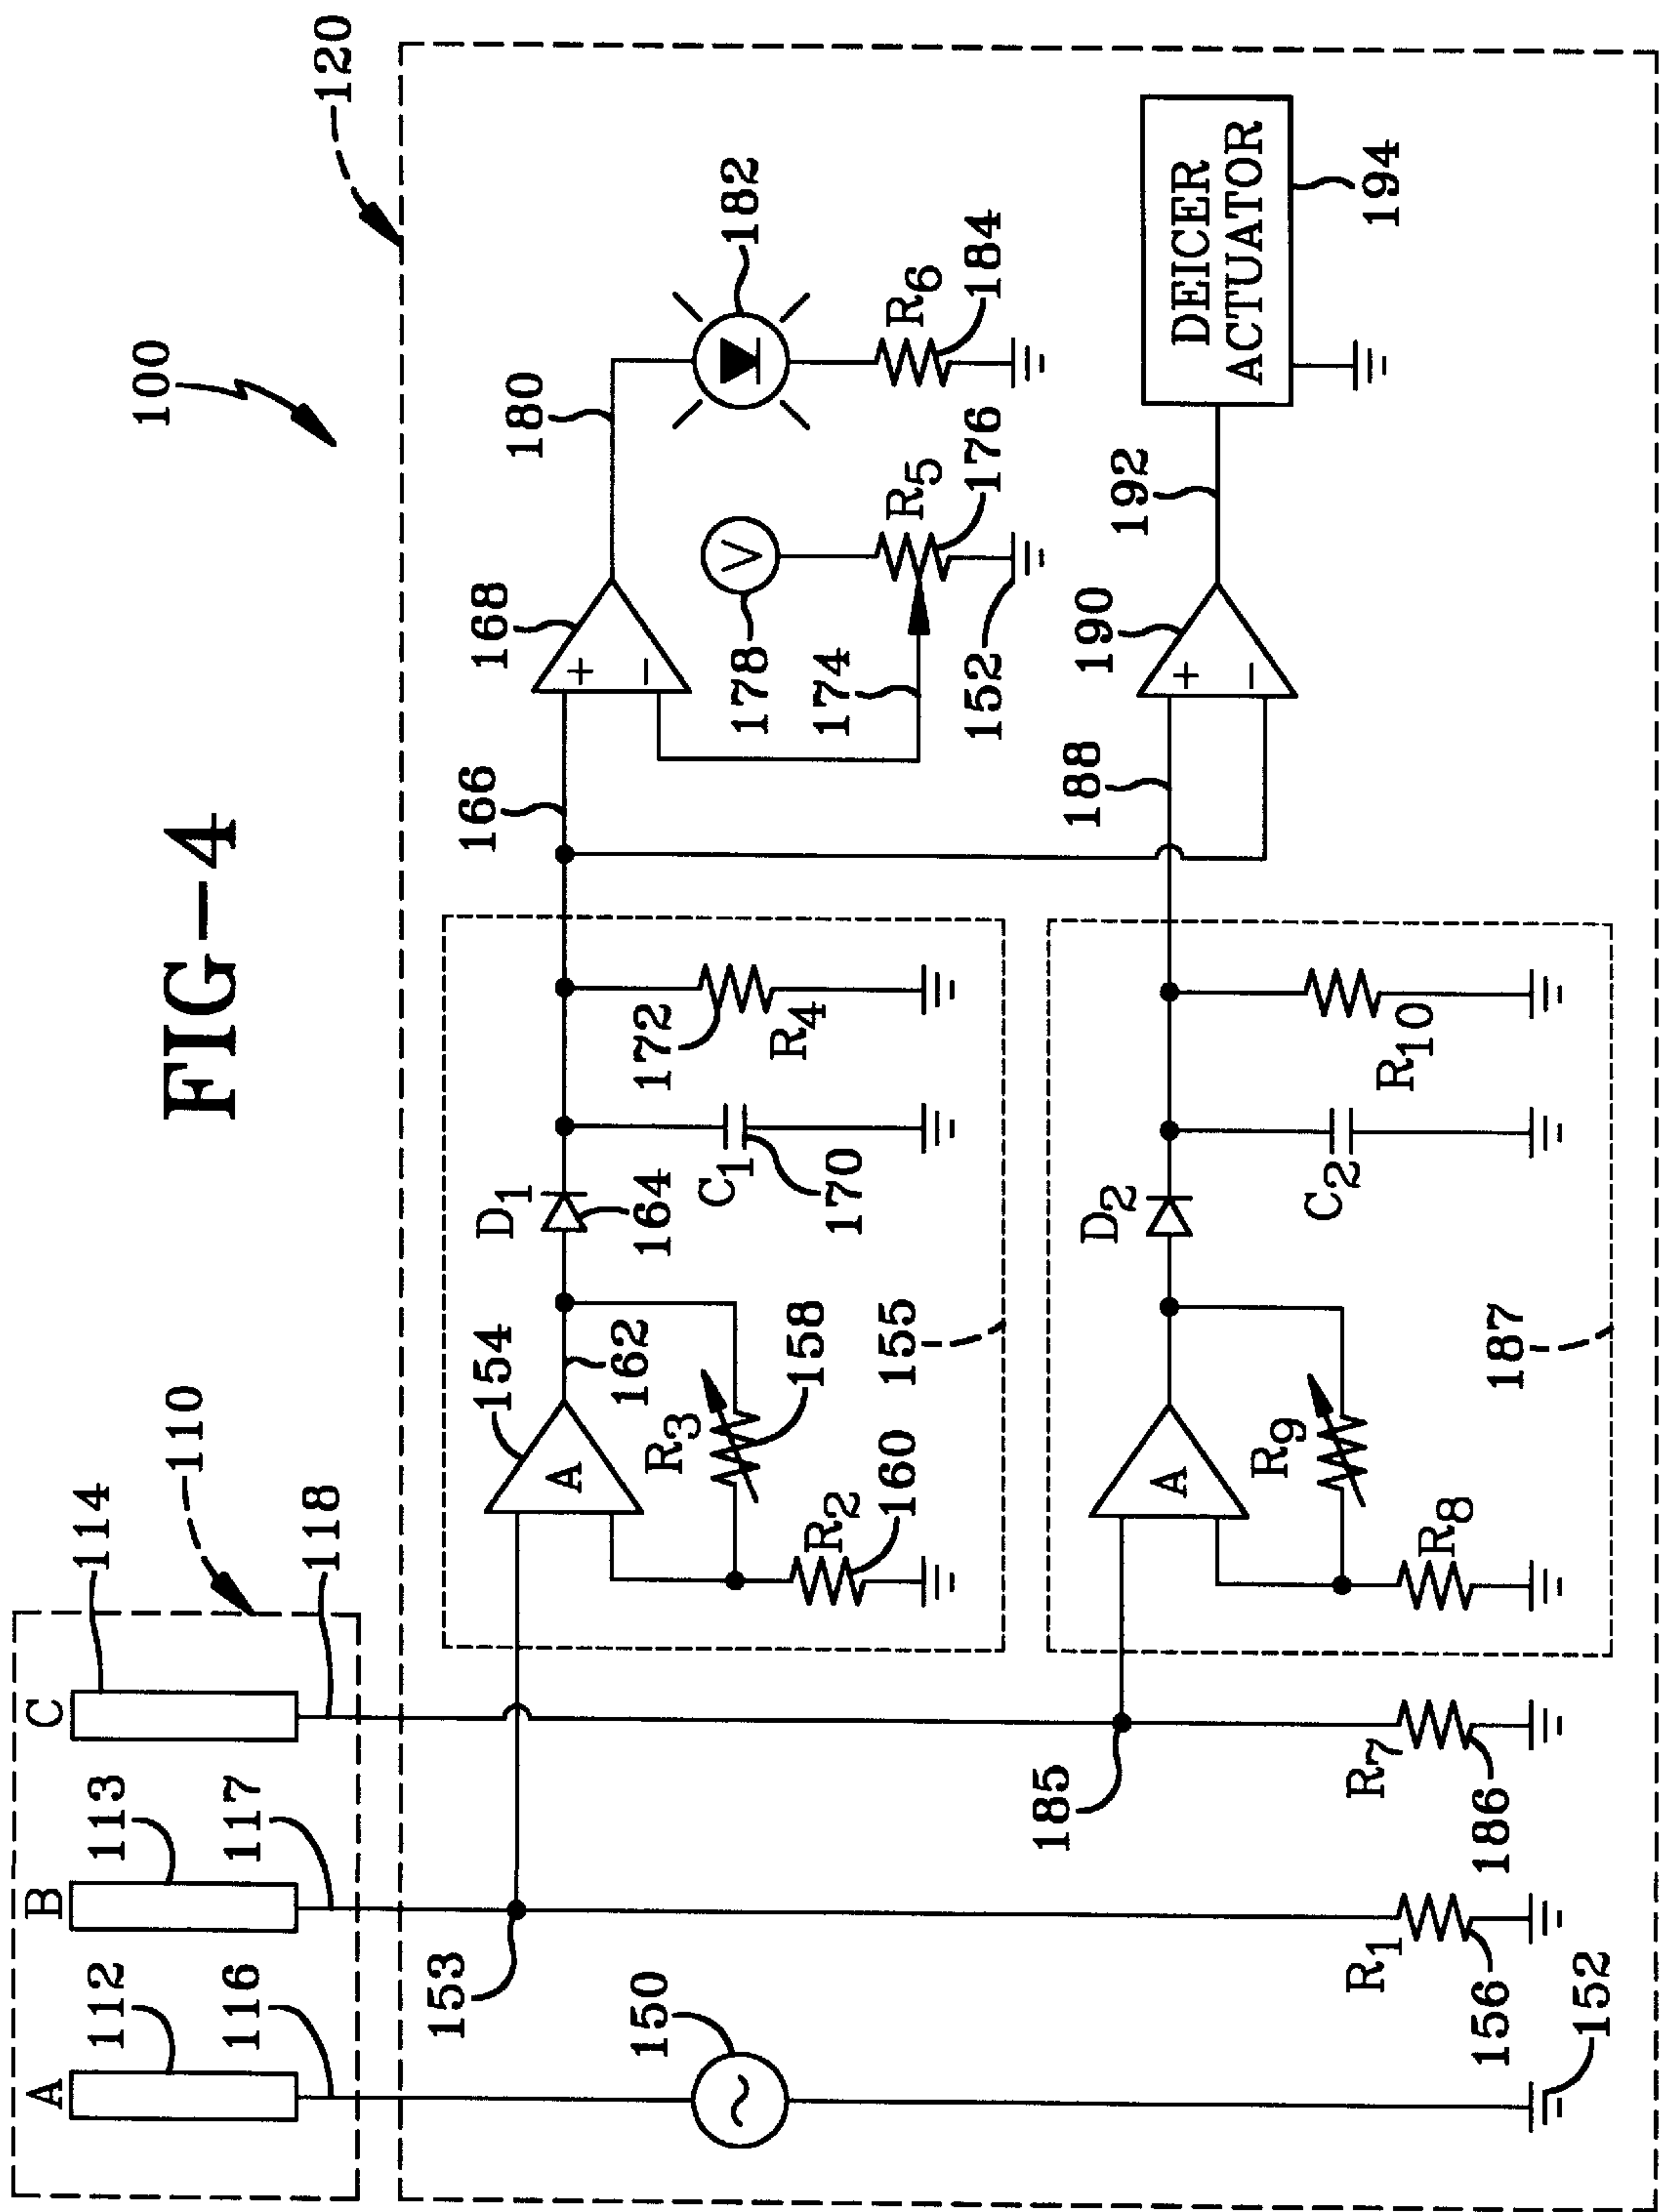 FIG-4
100
120
110
A
B
C
112
113
114
116
117
118
153
150
152
154
A
162
R3
158
R2
160
155
D1
164
C1
170
172
R4
166
168
+
−
180
182
178
V
174
R5
176
152
R6
184
185
R1
156
R7
186
A
R9
R8
187
D2
C2
R10
188
190
+
−
192
DEICER
ACTUATOR
194